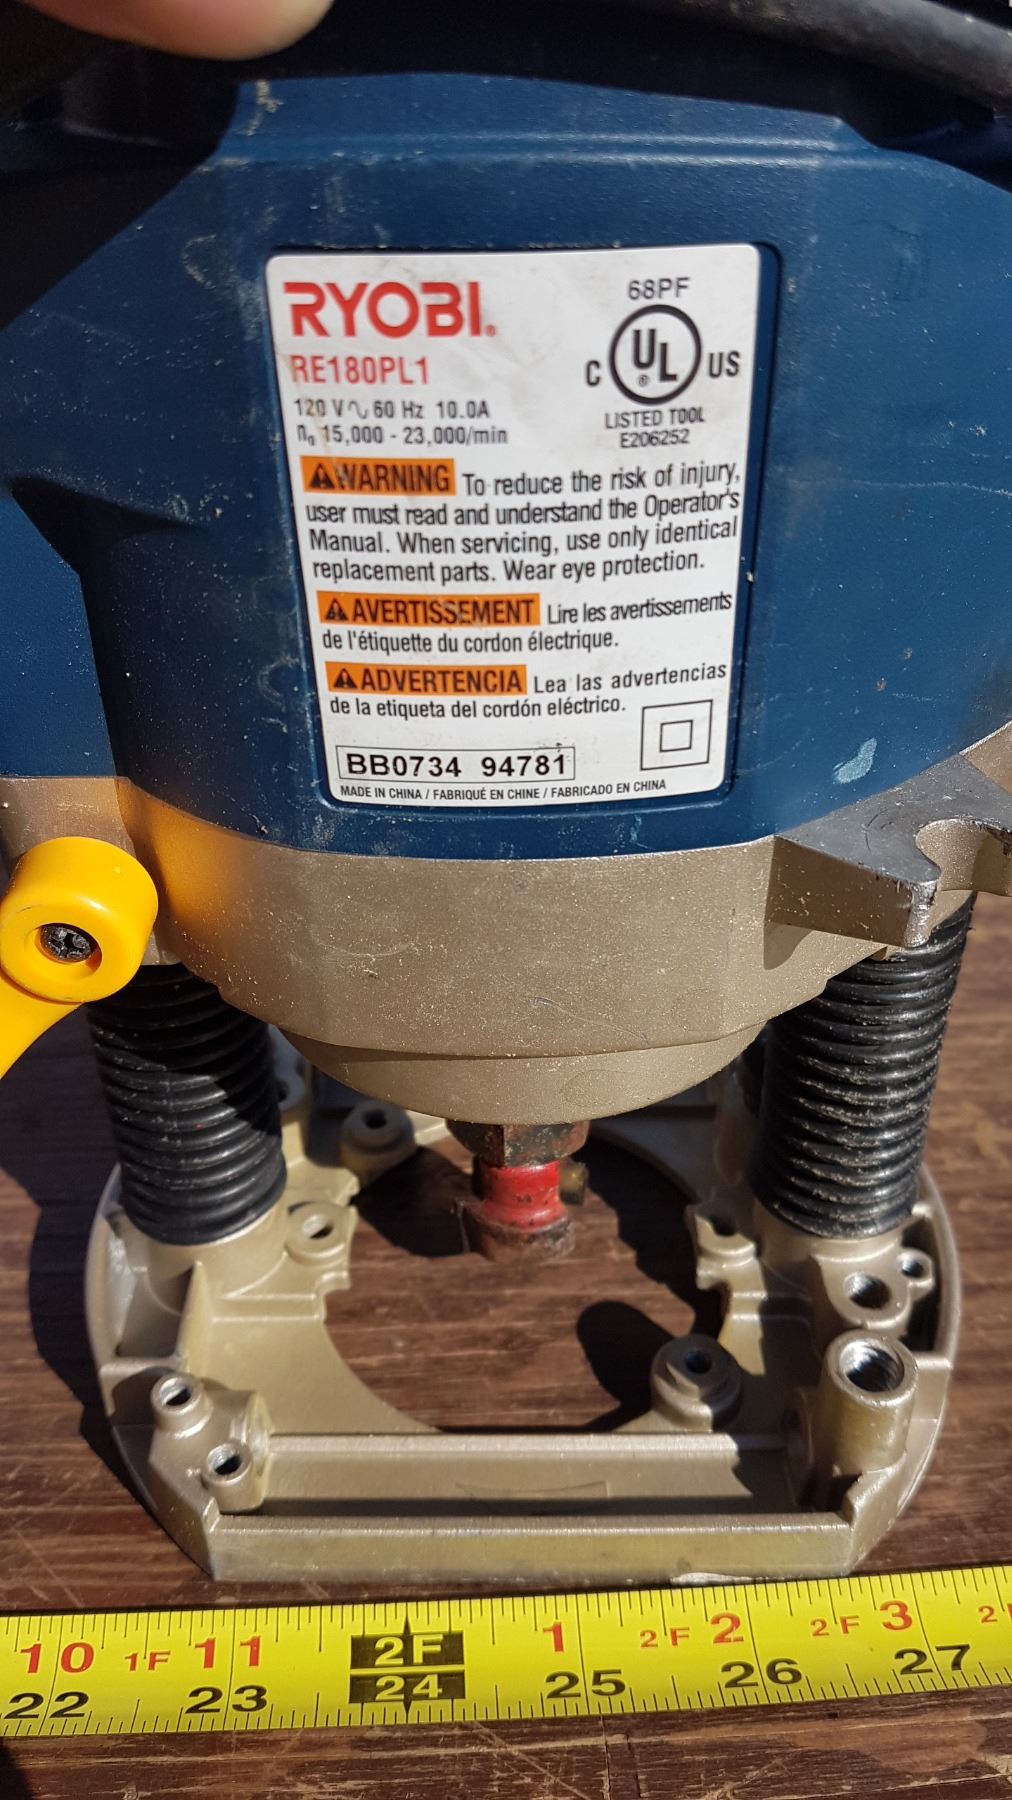 RYOBI®
RE180PL1
120 V∿ 60 Hz 10.0A
n₀ 15,000 - 23,000/min
68PF
C UL® US
LISTED TOOL
E206252
⚠WARNING To reduce the risk of injury,
user must read and understand the Operator's
Manual. When servicing, use only identical
replacement parts. Wear eye protection.
⚠AVERTISSEMENT Lire les avertissements
de l'étiquette du cordon électrique.
⚠ADVERTENCIA Lea las advertencias
de la etiqueta del cordón eléctrico.
BB0734 94781
MADE IN CHINA / FABRIQUÉ EN CHINE / FABRICADO EN CHINA
10 1F 11 2F 1 2F 2 2F 3 2
22 23 24 25 26 27